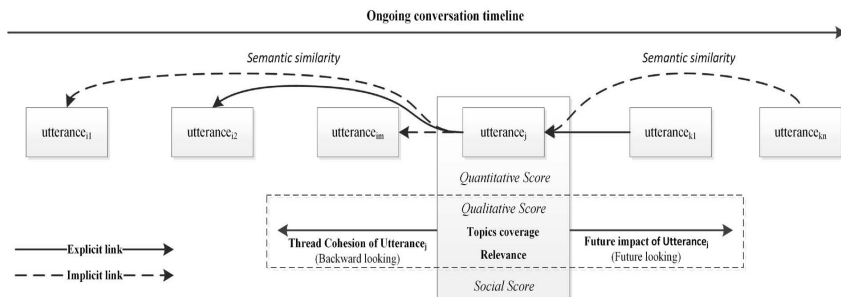 Ongoing conversation timeline
Semantic similarity
Semantic similarity
utterancei1
utterancei2
utteranceim
utterancej
utterancek1
utterancekn
Quantitative Score
Qualitative Score
Explicit link
Thread Cohesion of Utterancej
Topics coverage
Future impact of Utterancej
(Backward looking)
Relevance
(Future looking)
Implicit link
Social Score